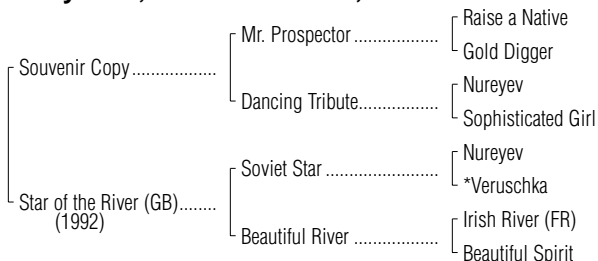 Raise a Native
Mr. Prospector ..................
Gold Digger
Souvenir Copy..................
Nureyev
Dancing Tribute.................
Sophisticated Girl
Nureyev
Soviet Star ........................
*Veruschka
Star of the River (GB)........
(1992)
Irish River (FR)
Beautiful River ...................
Beautiful Spirit